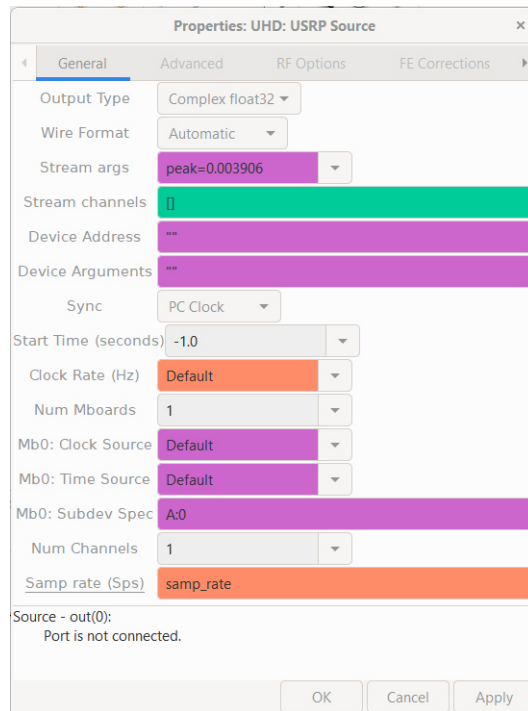 Properties: UHD: USRP Source
General Advanced RF Options FE Corrections
Output Type Complex float32
Wire Format Automatic
Stream args peak=0.003906
Stream channels []
Device Address ""
Device Arguments ""
Sync PC Clock
Start Time (seconds) -1.0
Clock Rate (Hz) Default
Num Mboards 1
Mb0: Clock Source Default
Mb0: Time Source Default
Mb0: Subdev Spec A:0
Num Channels 1
Samp rate (Sps) samp_rate
Source - out(0):
Port is not connected.
OK Cancel Apply